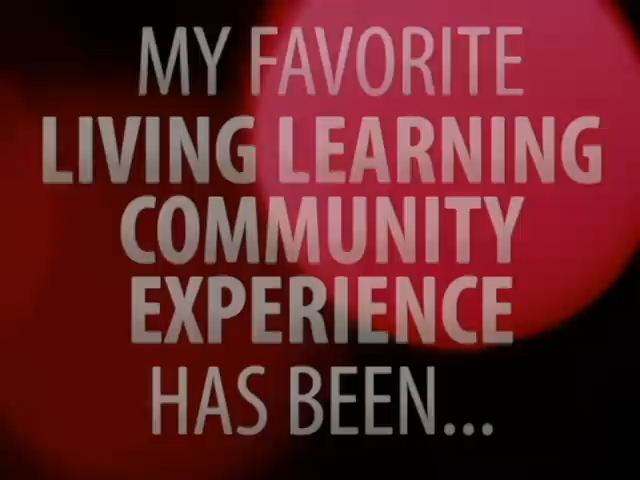 MY FAVORITE
LIVING LEARNING
COMMUNITY
EXPERIENCE
HAS BEEN...